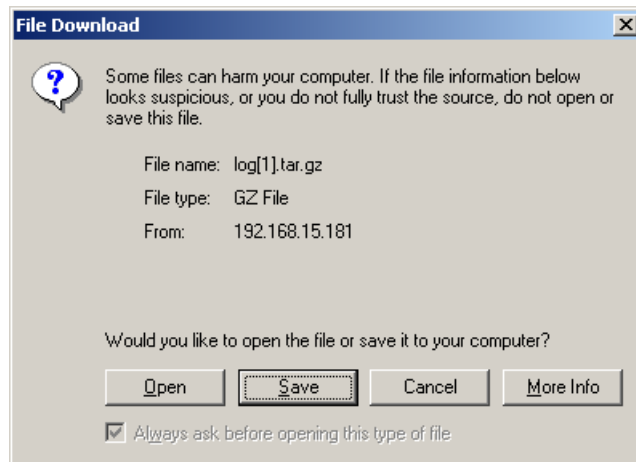 File Download
Some files can harm your computer. If the file information below
looks suspicious, or you do not fully trust the source, do not open or
save this file.
File name: log[1].tar.gz
File type: GZ File
From: 192.168.15.181
Would you like to open the file or save it to your computer?
Open Save Cancel More Info
Always ask before opening this type of file